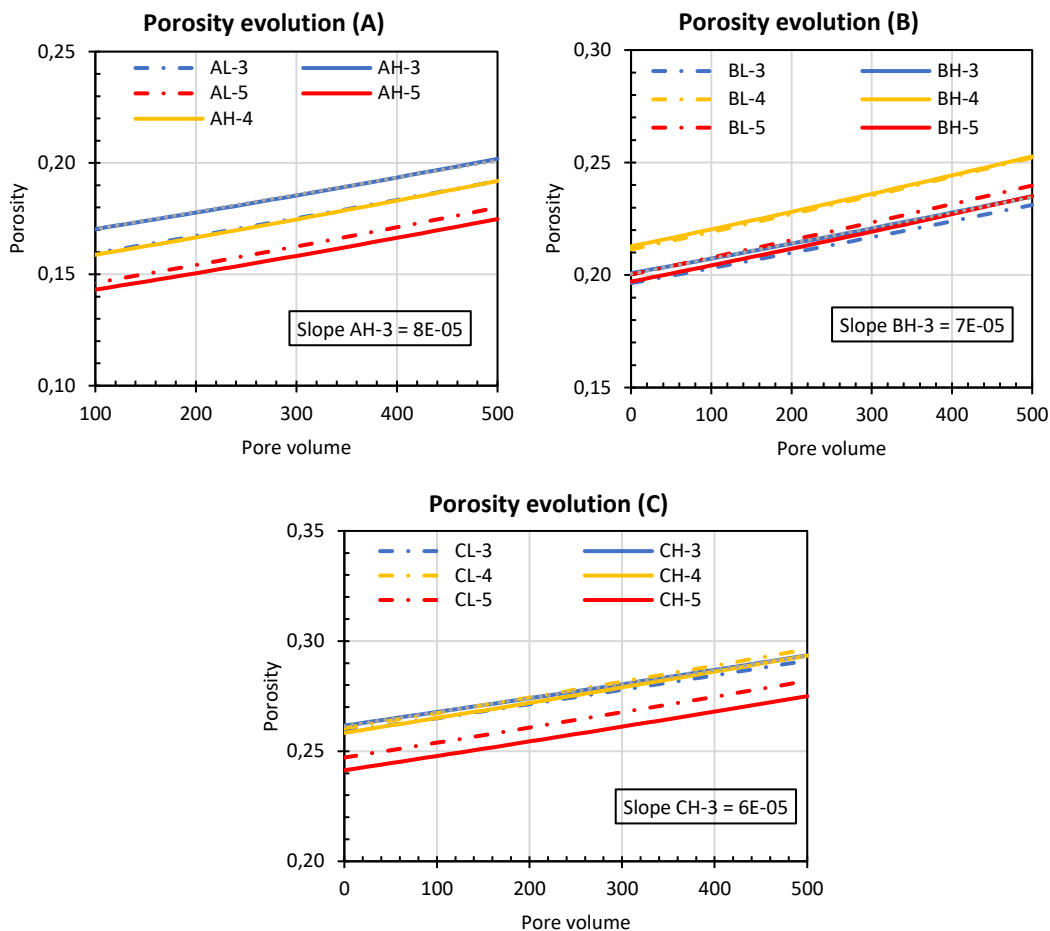 Porosity evolution (A)
0,25
AL-3 AH-3
AL-5 AH-5
AH-4
0,20
Porosity
0,15
Slope AH-3 = 8E-05
0,10
100 200 300 400 500
Pore volume
Porosity evolution (B)
0,30
BL-3 BH-3
BL-4 BH-4
BL-5 BH-5
0,25
Porosity
0,20
Slope BH-3 = 7E-05
0,15
0 100 200 300 400 500
Pore volume
Porosity evolution (C)
0,35
CL-3 CH-3
CL-4 CH-4
CL-5 CH-5
0,30
Porosity
0,25
Slope CH-3 = 6E-05
0,20
0 100 200 300 400 500
Pore volume